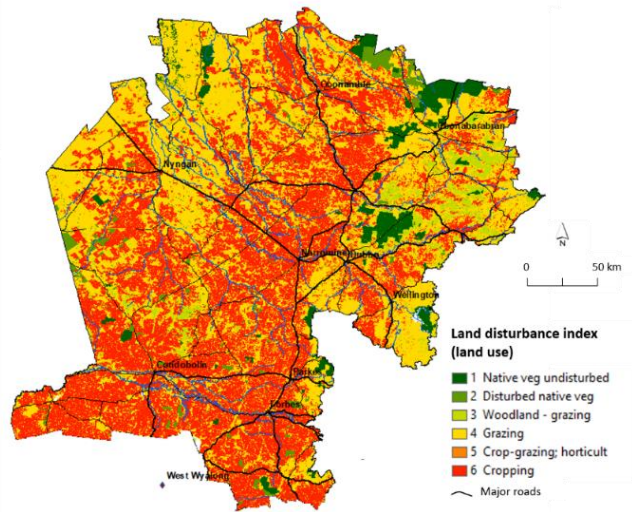 Coonamble
Coonabarabran
Nyngan
Narromine
Dubbo
Wellington
N
0 50 km
Land disturbance index
(land use)
1 Native veg undisturbed
2 Disturbed native veg
3 Woodland - grazing
4 Grazing
5 Crop-grazing; horticult
6 Cropping
Major roads
Condobolin
Parkes
Forbes
West Wyalong